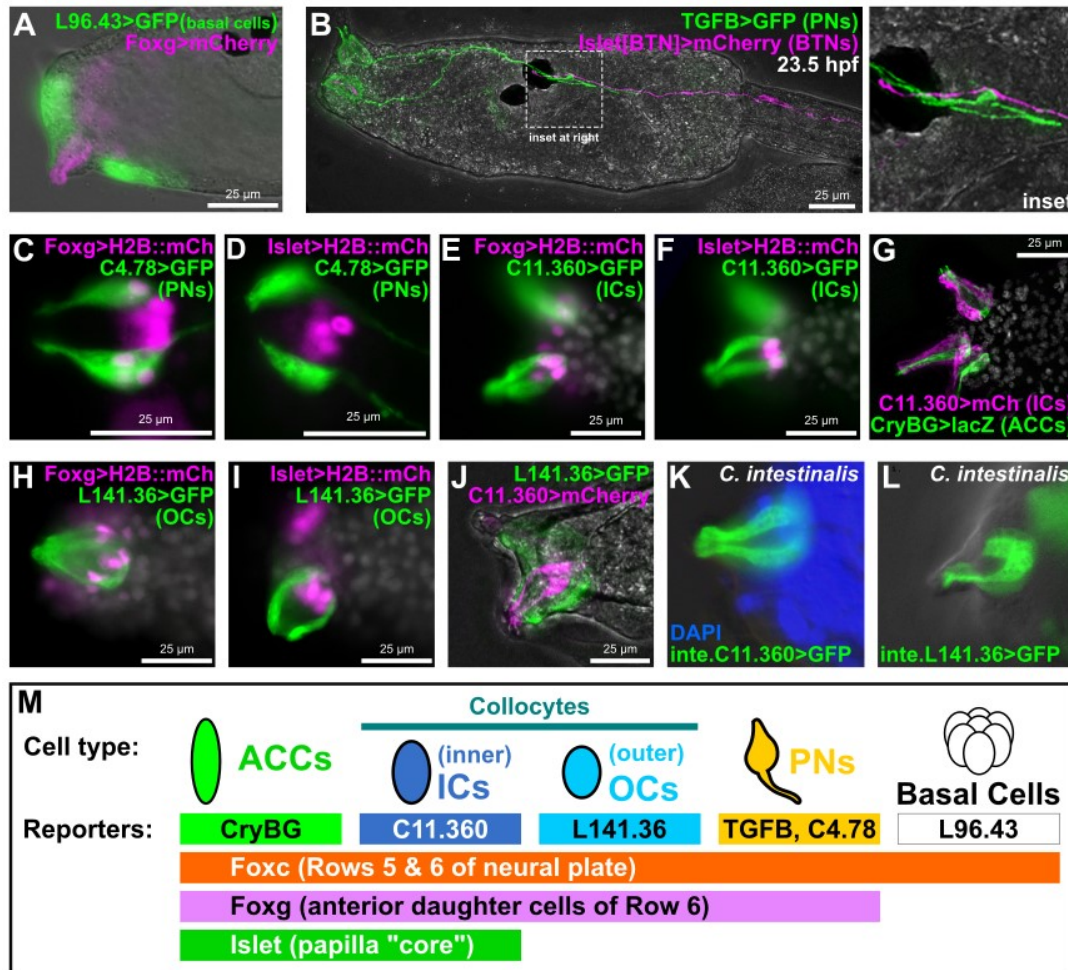 A
L96.43>GFP(basal cells)
Foxg>mCherry
25 µm
B
TGFB>GFP (PNs)
Islet[BTN]>mCherry (BTNs)
23.5 hpf
inset at right
25 µm
inset
C
Foxg>H2B::mCh
C4.78>GFP
(PNs)
25 µm
D
Islet>H2B::mCh
C4.78>GFP
(PNs)
25 µm
E
Foxg>H2B::mCh
C11.360>GFP
(ICs)
25 µm
F
Islet>H2B::mCh
C11.360>GFP
(ICs)
25 µm
G
25 µm
C11.360>mCh (ICs
CryBG>lacZ (ACCs
H
Foxg>H2B::mCh
L141.36>GFP
(OCs)
25 µm
I
Islet>H2B::mCh
L141.36>GFP
(OCs)
25 µm
J
L141.36>GFP
C11.360>mCherry
25 µm
K
C. intestinalis
DAPI
inte.C11.360>GFP
L
C. intestinalis
inte.L141.36>GFP
M
Collocytes
Cell type:
ACCs
(inner)
ICs
(outer)
OCs
PNs
Basal Cells
Reporters:
CryBG
C11.360
L141.36
TGFB, C4.78
L96.43
Foxc (Rows 5 & 6 of neural plate)
Foxg (anterior daughter cells of Row 6)
Islet (papilla "core")